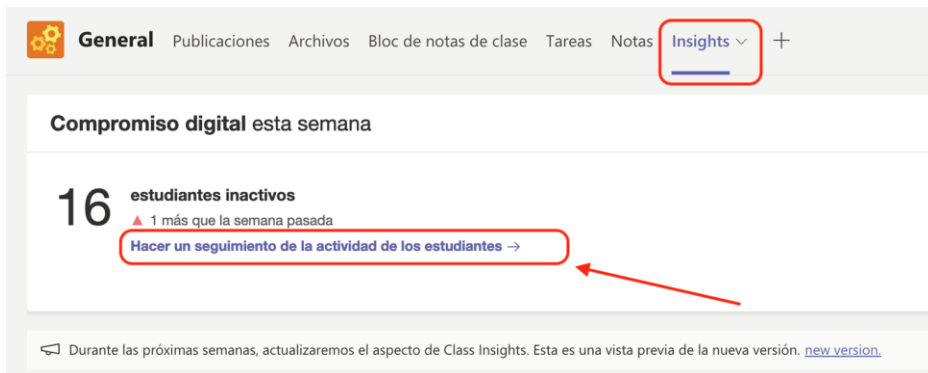 General Publicaciones Archivos Bloc de notas de clase Tareas Notas Insights
Compromiso digital esta semana
16
estudiantes inactivos
▲ 1 más que la semana pasada
Hacer un seguimiento de la actividad de los estudiantes →
Durante las próximas semanas, actualizaremos el aspecto de Class Insights. Esta es una vista previa de la nueva versión. new version.